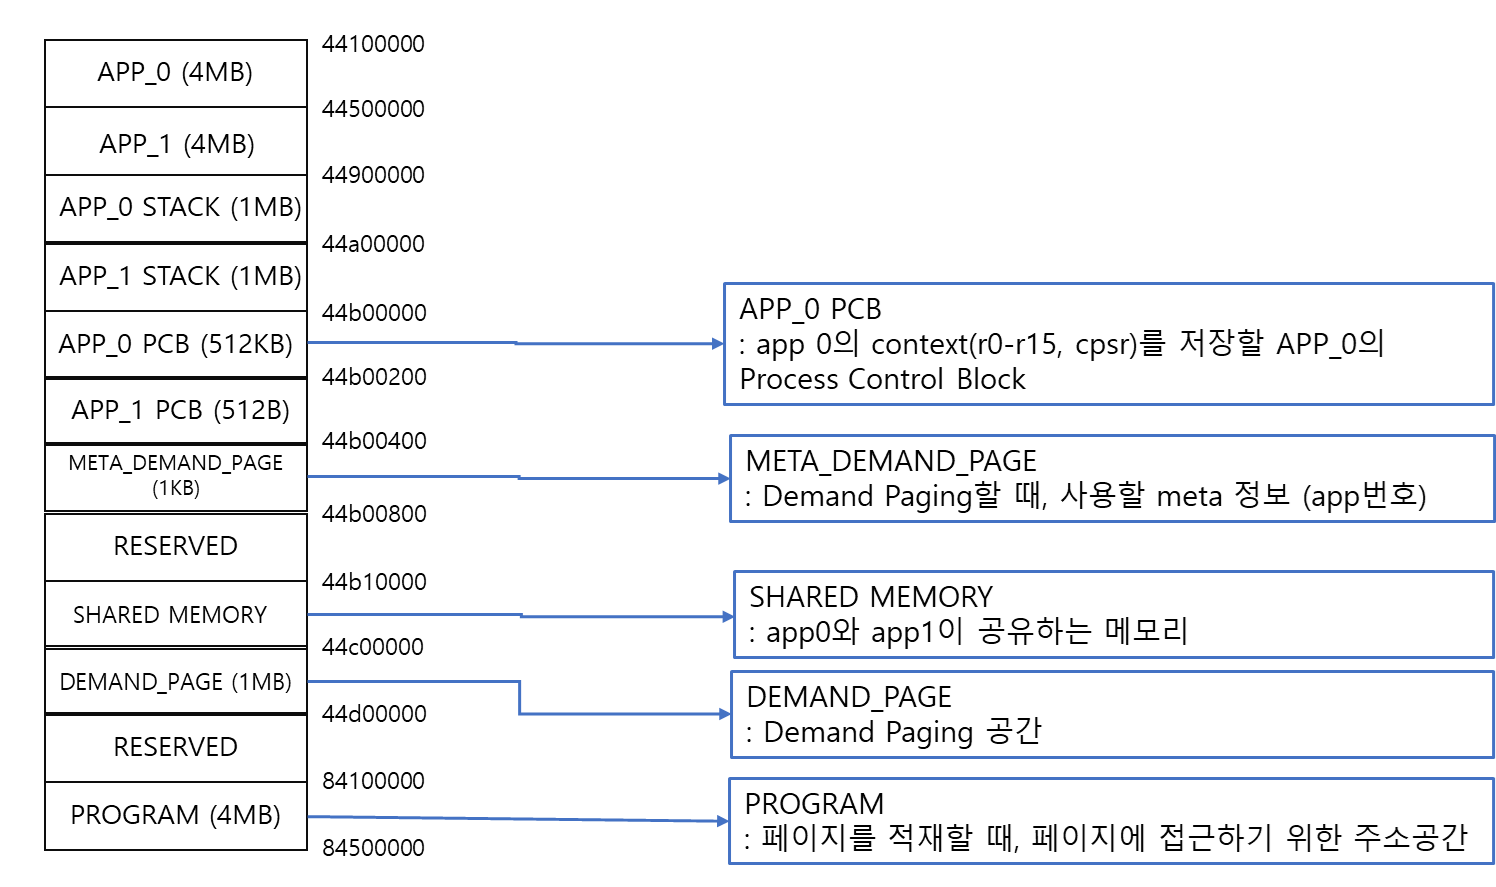 44100000
APP_0 (4MB)
44500000
APP_1 (4MB)
44900000
APP_0 STACK (1MB)
44a00000
APP_1 STACK (1MB)
44b00000
APP_0 PCB (512KB)
44b00200
APP_1 PCB (512B)
44b00400
META_DEMAND_PAGE
(1KB)
44b00800
RESERVED
44b10000
SHARED MEMORY
44c00000
DEMAND_PAGE (1MB)
44d00000
RESERVED
84100000
PROGRAM (4MB)
84500000
APP_0 PCB
: app 0의 context(r0-r15, cpsr)를 저장할 APP_0의
Process Control Block
META_DEMAND_PAGE
: Demand Paging할 때, 사용할 meta 정보 (app번호)
SHARED MEMORY
: app0와 app1이 공유하는 메모리
DEMAND_PAGE
: Demand Paging 공간
PROGRAM
: 페이지를 적재할 때, 페이지에 접근하기 위한 주소공간